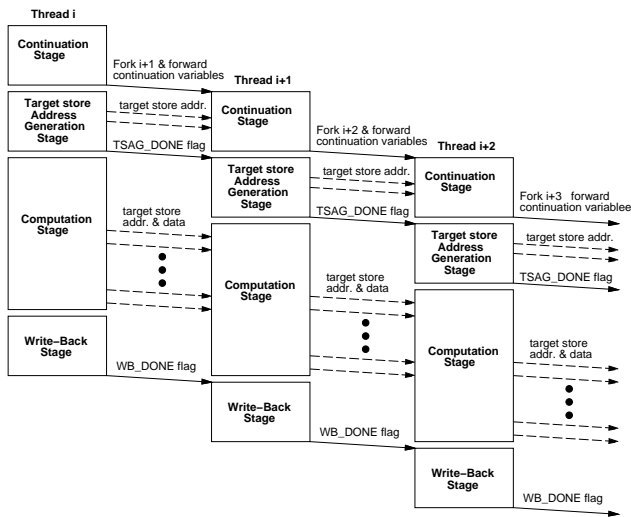 Thread i
Continuation
Stage
Fork i+1 & forward
continuation variables
Target store
Address
Generation
Stage
target store addr.
TSAG_DONE flag
Computation
Stage
target store
addr. & data
Write–Back
Stage
WB_DONE flag
Thread i+1
Continuation
Stage
Fork i+2 & forward
continuation variables
Target store
Address
Generation
Stage
target store addr.
TSAG_DONE flag
Computation
Stage
target store
addr. & data
Write–Back
Stage
WB_DONE flag
Thread i+2
Continuation
Stage
Fork i+3 forward
continuation variablee
Target store
Address
Generation
Stage
target store addr.
TSAG_DONE flag
Computation
Stage
target store
addr. & data
Write–Back
Stage
WB_DONE flag